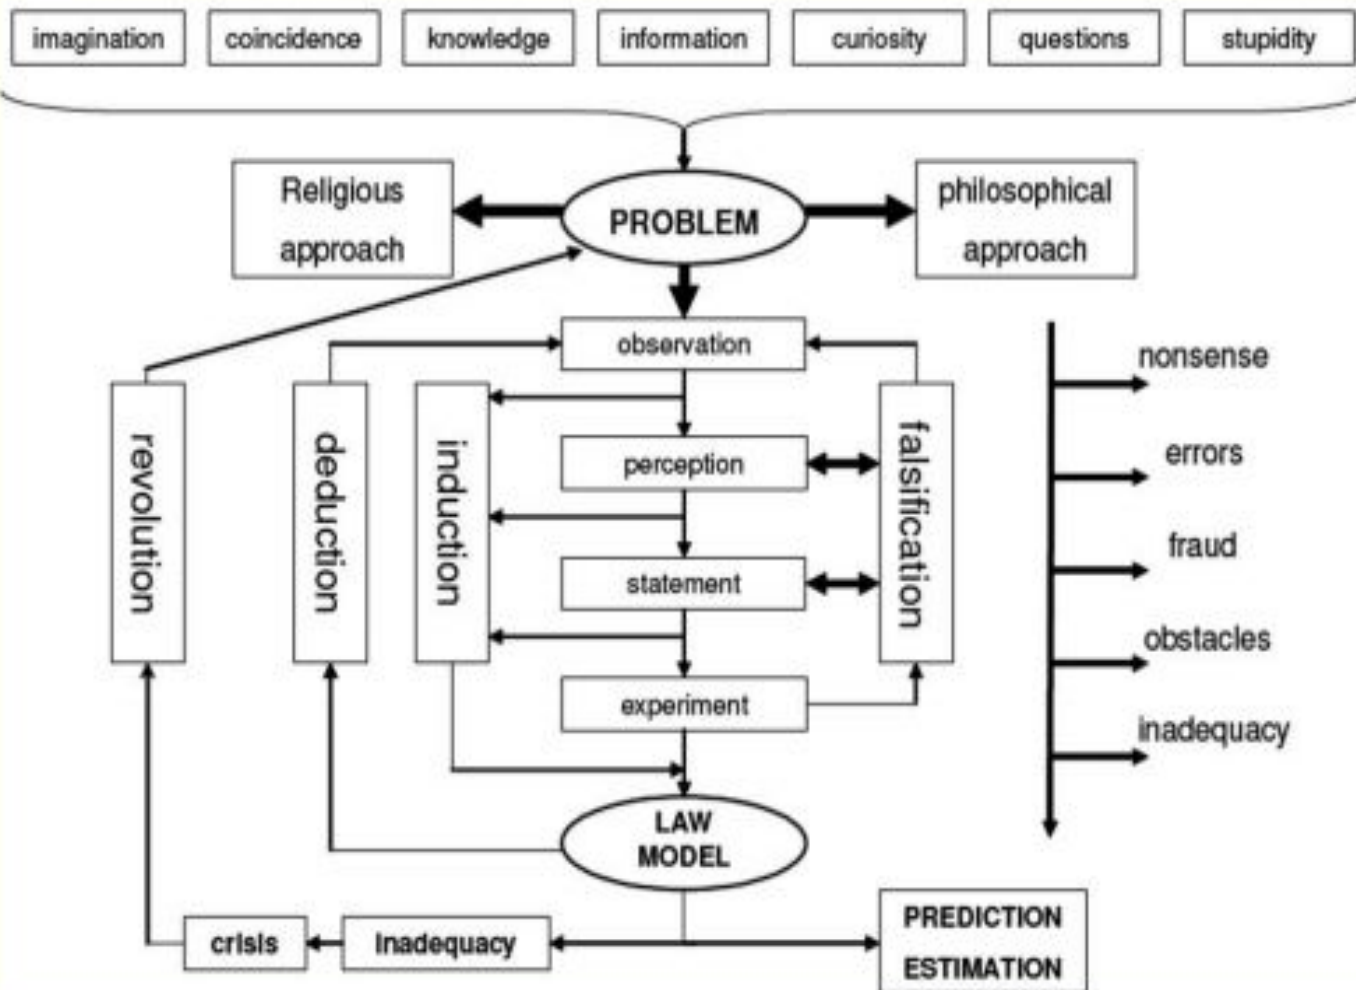 imagination
coincidence
knowledge
information
curiosity
questions
stupidity
Religious
approach
PROBLEM
philosophical
approach
observation
nonsense
revolution
deduction
induction
perception
falsification
errors
statement
fraud
experiment
obstacles
inadequacy
LAW
MODEL
crisis
Inadequacy
PREDICTION
ESTIMATION